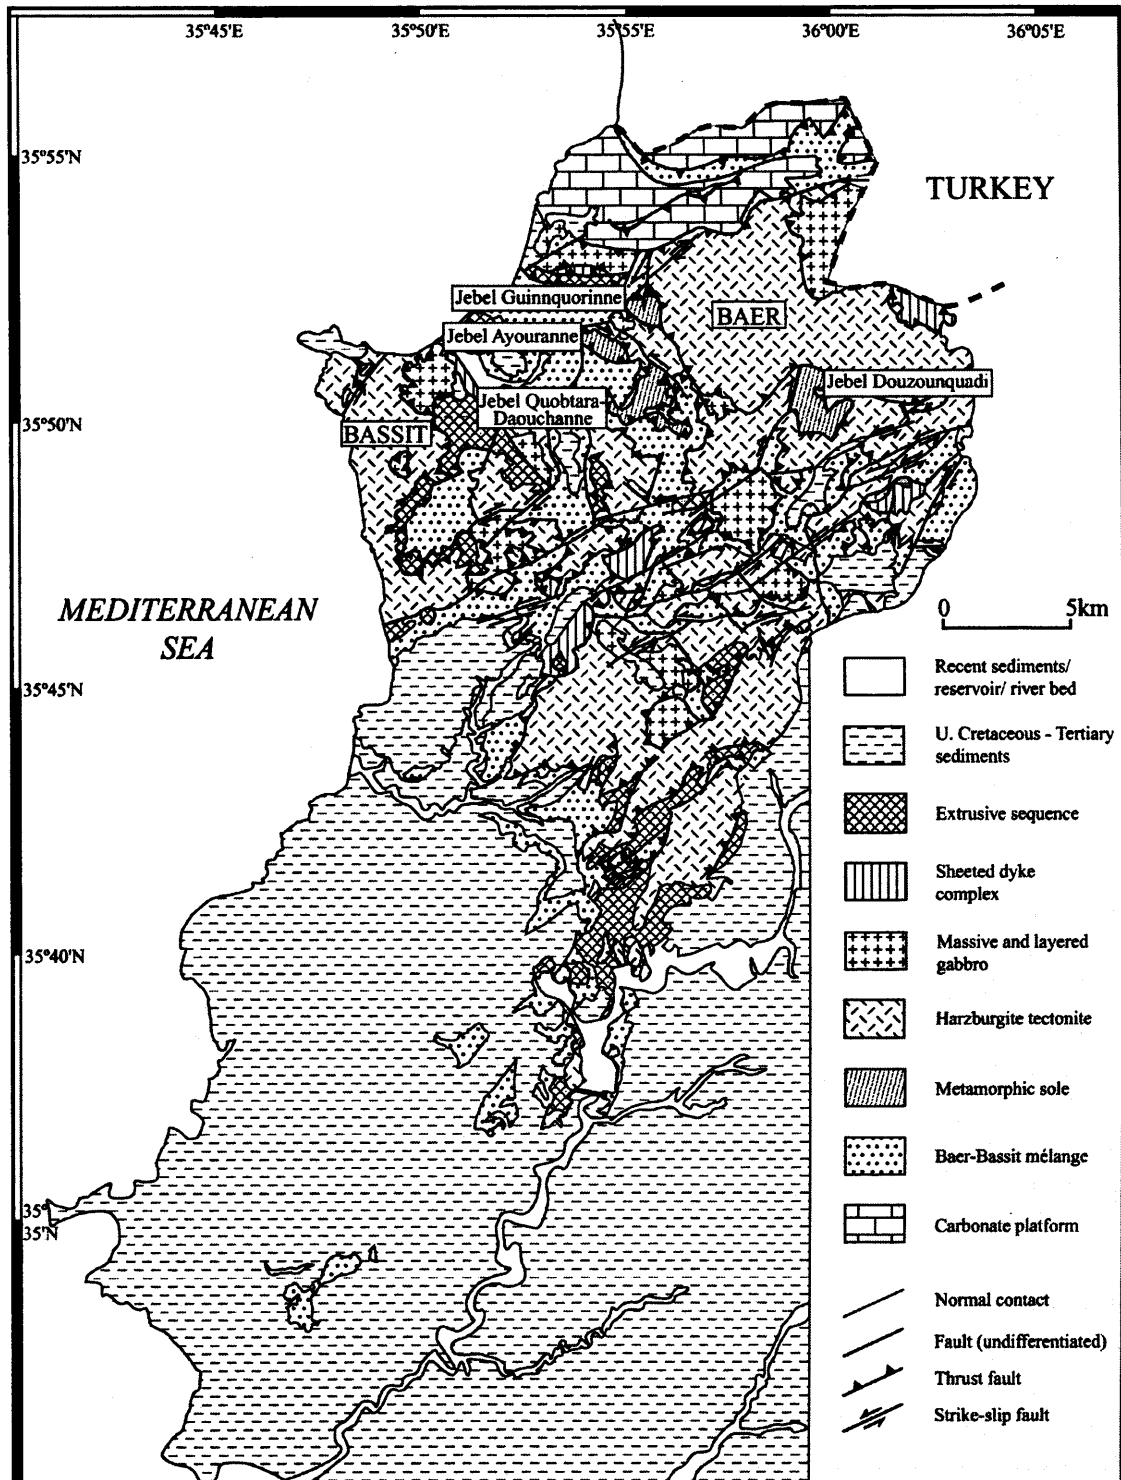 35°45'E 35°50'E 35°55'E 36°00'E 36°05'E
35°55'N
TURKEY
Jebel Guinnquorinne
BAER
Jebel Ayouranne
Jebel Douzounquadi
Jebel Quobtara-
Daouchanne
35°50'N
BASSIT
MEDITERRANEAN
SEA
0 5km
35°45'N
Recent sediments/
reservoir/ river bed
U. Cretaceous - Tertiary
sediments
Extrusive sequence
Sheeted dyke
complex
Massive and layered
gabbro
35°40'N
Harzburgite tectonite
Metamorphic sole
Baer-Bassit mélange
35°
35'N
Carbonate platform
Normal contact
Fault (undifferentiated)
Thrust fault
Strike-slip fault